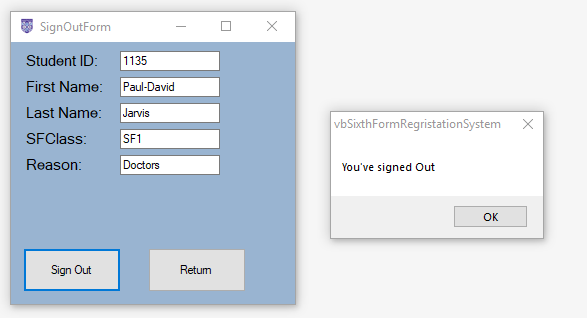 SignOutForm
Student ID: 1135
First Name: Paul-David
Last Name: Jarvis
SFClass: SF1
Reason: Doctors
Sign Out Return
vbSixthFormRegristationSystem
You've signed Out
OK